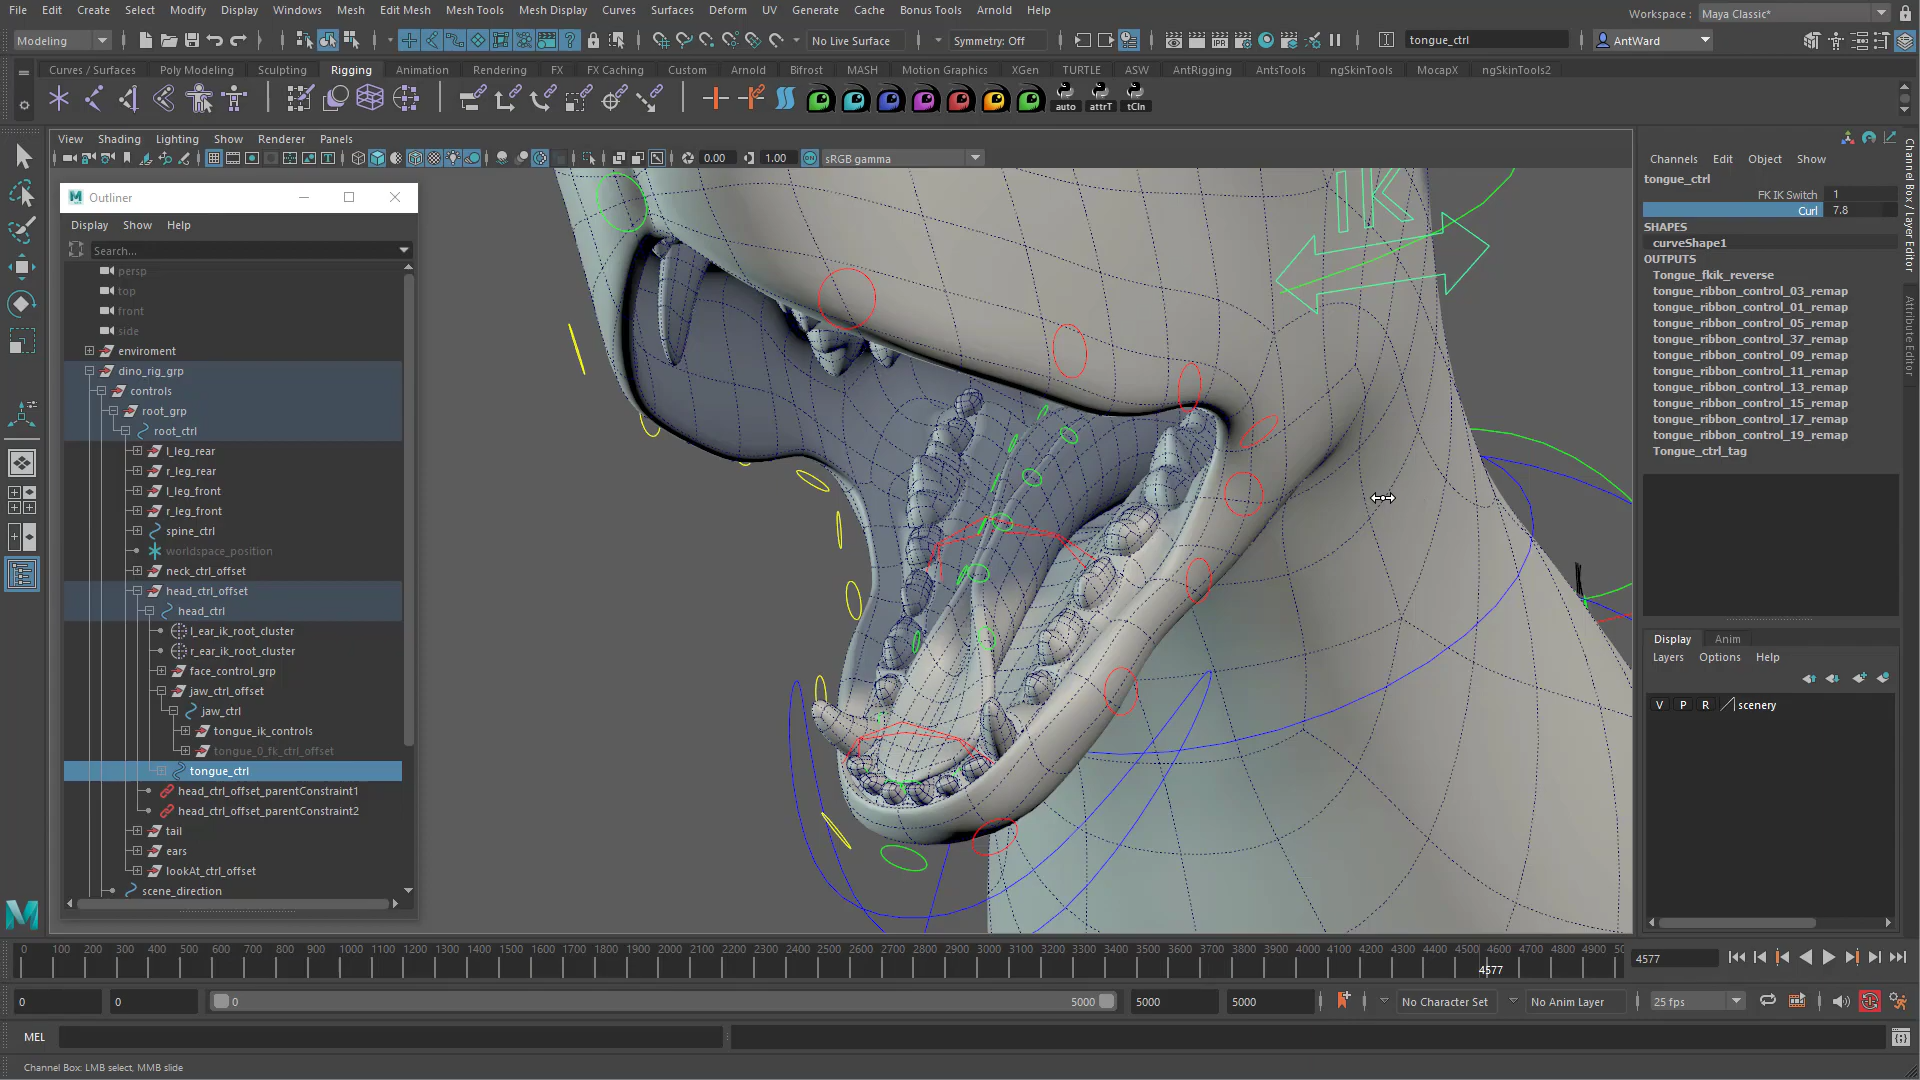 File Edit Create Select Modify Display Windows Mesh Edit Mesh Mesh Tools Mesh Display Curves Surfaces Deform UV Generate Cache Bonus Tools Arnold Help
Workspace : Maya Classic*
Modeling No Live Surface Symmetry: Off tongue_ctrl AntWard
Curves / Surfaces Poly Modeling Sculpting Rigging Animation Rendering FX FX Caching Custom Arnold Bifrost MASH Motion Graphics XGen TURTLE ASW AntRigging AntsTools ngSkinTools MocapX ngSkinTools2
IPR
auto attrT tCln
View Shading Lighting Show Renderer Panels
0.00 1.00 sRGB gamma
Outliner
Display Show Help
Search...
persp
top
front
side
enviroment
dino_rig_grp
controls
root_grp
root_ctrl
l_leg_rear
r_leg_rear
l_leg_front
r_leg_front
spine_ctrl
worldspace_position
neck_ctrl_offset
head_ctrl_offset
head_ctrl
l_ear_ik_root_cluster
r_ear_ik_root_cluster
face_control_grp
jaw_ctrl_offset
jaw_ctrl
tongue_ik_controls
tongue_0_fk_ctrl_offset
tongue_ctrl
head_ctrl_offset_parentConstraint1
head_ctrl_offset_parentConstraint2
tail
ears
lookAt_ctrl_offset
scene_direction
IK
Channels Edit Object Show
tongue_ctrl
FK IK Switch 1
Curl 7.8
SHAPES
curveShape1
OUTPUTS
Tongue_fkik_reverse
tongue_ribbon_control_03_remap
tongue_ribbon_control_01_remap
tongue_ribbon_control_05_remap
tongue_ribbon_control_37_remap
tongue_ribbon_control_09_remap
tongue_ribbon_control_11_remap
tongue_ribbon_control_13_remap
tongue_ribbon_control_15_remap
tongue_ribbon_control_17_remap
tongue_ribbon_control_19_remap
Tongue_ctrl_tag
Channel Box / Layer Editor
Attribute Editor
Display Anim
Layers Options Help
V P R scenery
0 100 200 300 400 500 600 700 800 900 1000 1100 1200 1300 1400 1500 1600 1700 1800 1900 2000 2100 2200 2300 2400 2500 2600 2700 2800 2900 3000 3100 3200 3300 3400 3500 3600 3700 3800 3900 4000 4100 4200 4300 4400 4500 4600 4700 4800 4900 50
4577
4577
0 0 0 5000 5000 5000 No Character Set No Anim Layer 25 fps
MEL
Channel Box: LMB select, MMB slide